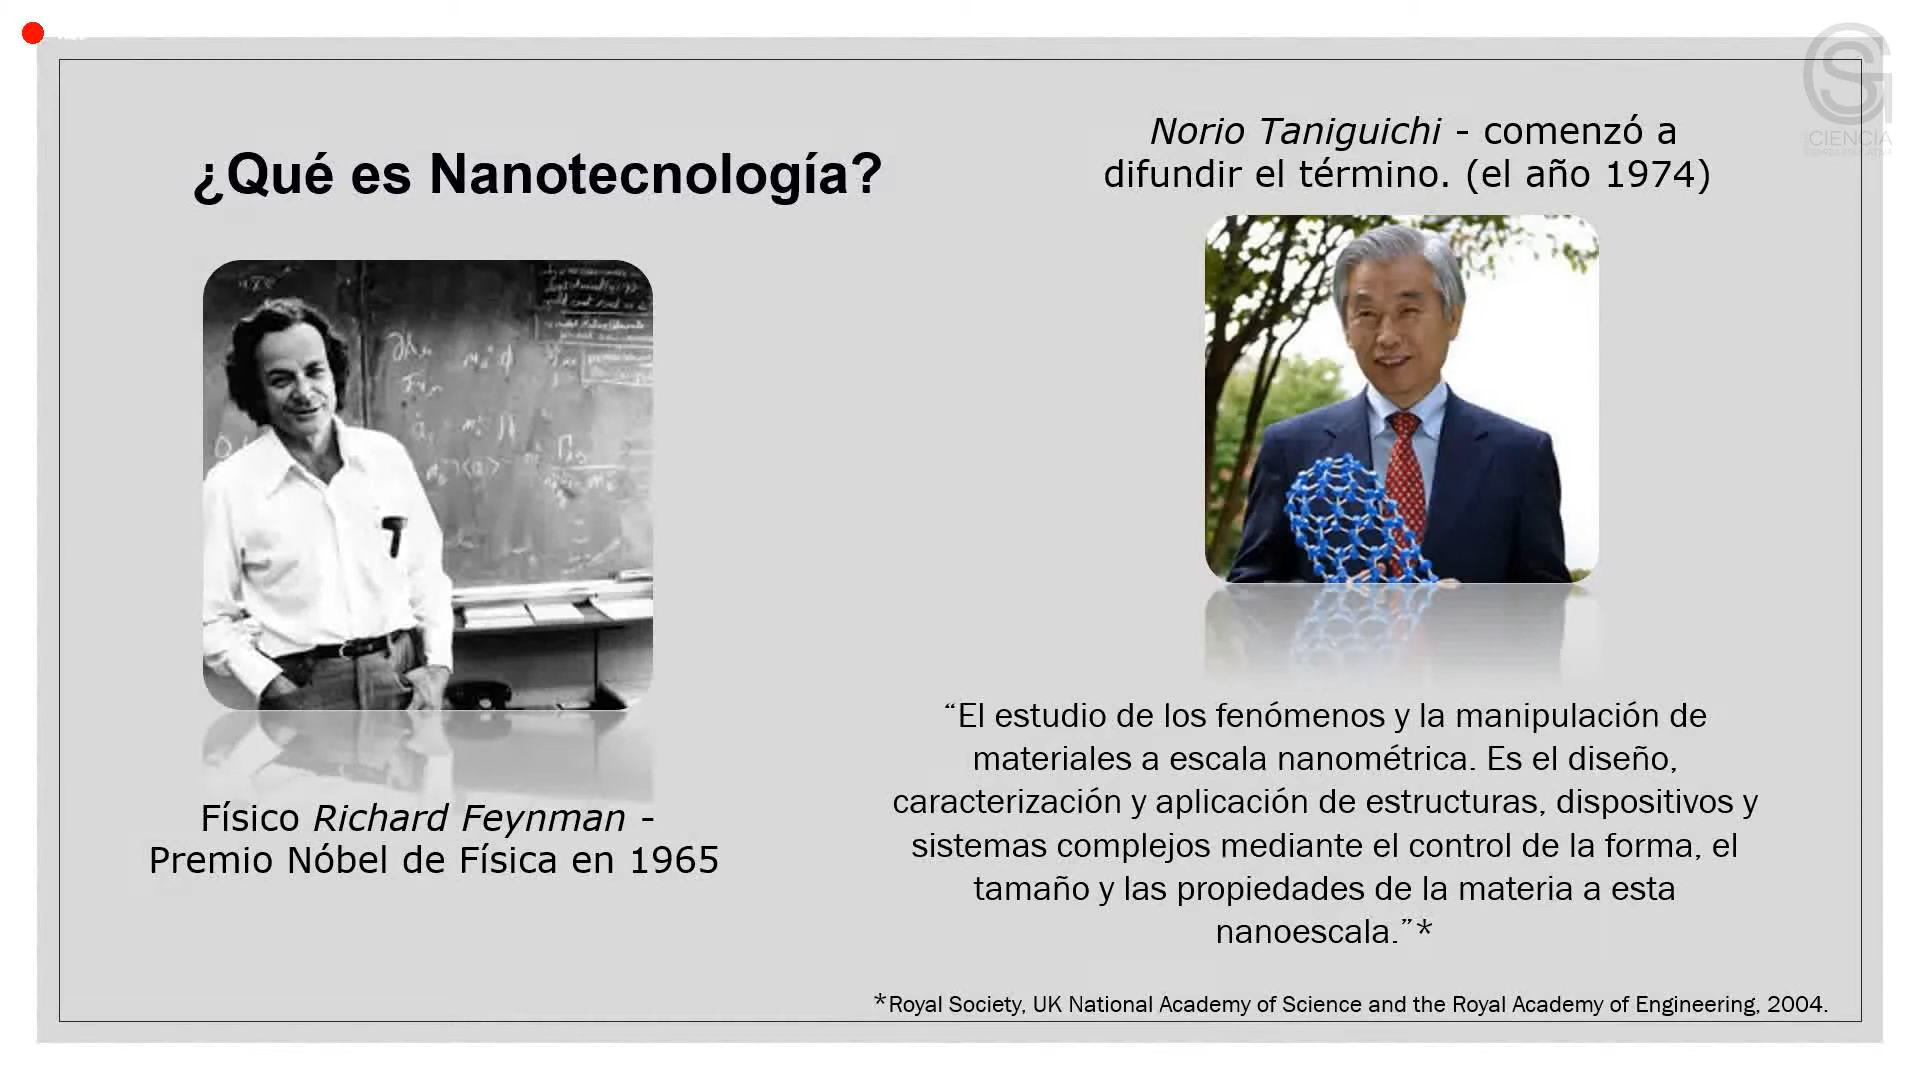 ¿Qué es Nanotecnología?
Norio Taniguichi - comenzó a
difundir el término. (el año 1974)
Físico Richard Feynman -
Premio Nóbel de Física en 1965
“El estudio de los fenómenos y la manipulación de
materiales a escala nanométrica. Es el diseño,
caracterización y aplicación de estructuras, dispositivos y
sistemas complejos mediante el control de la forma, el
tamaño y las propiedades de la materia a esta
nanoescala.”*
*Royal Society, UK National Academy of Science and the Royal Academy of Engineering, 2004.
CIENCIA